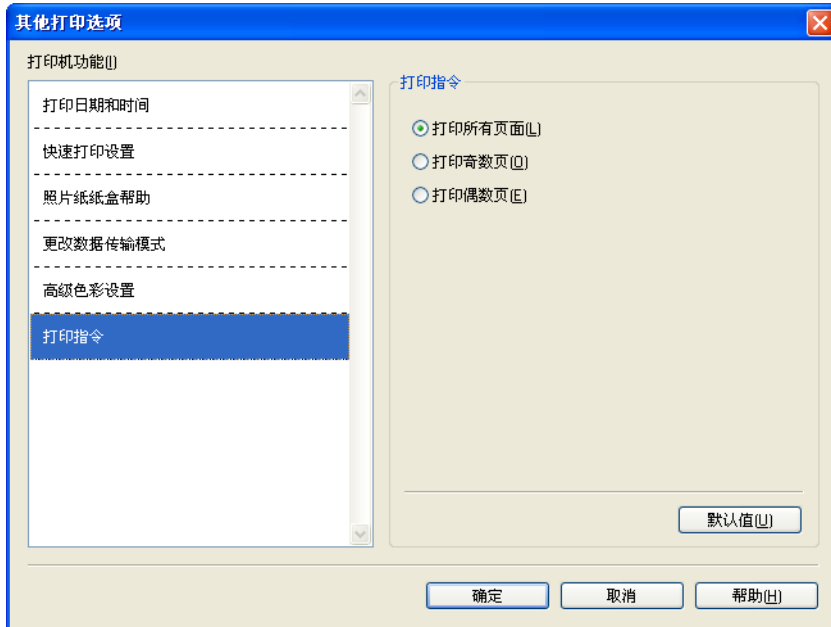 其他打印选项
打印机功能(I)
打印日期和时间
快速打印设置
照片纸纸盒帮助
更改数据传输模式
高级色彩设置
打印指令
打印指令
打印所有页面(L)
打印奇数页(O)
打印偶数页(E)
默认值(U)
确定
取消
帮助(H)